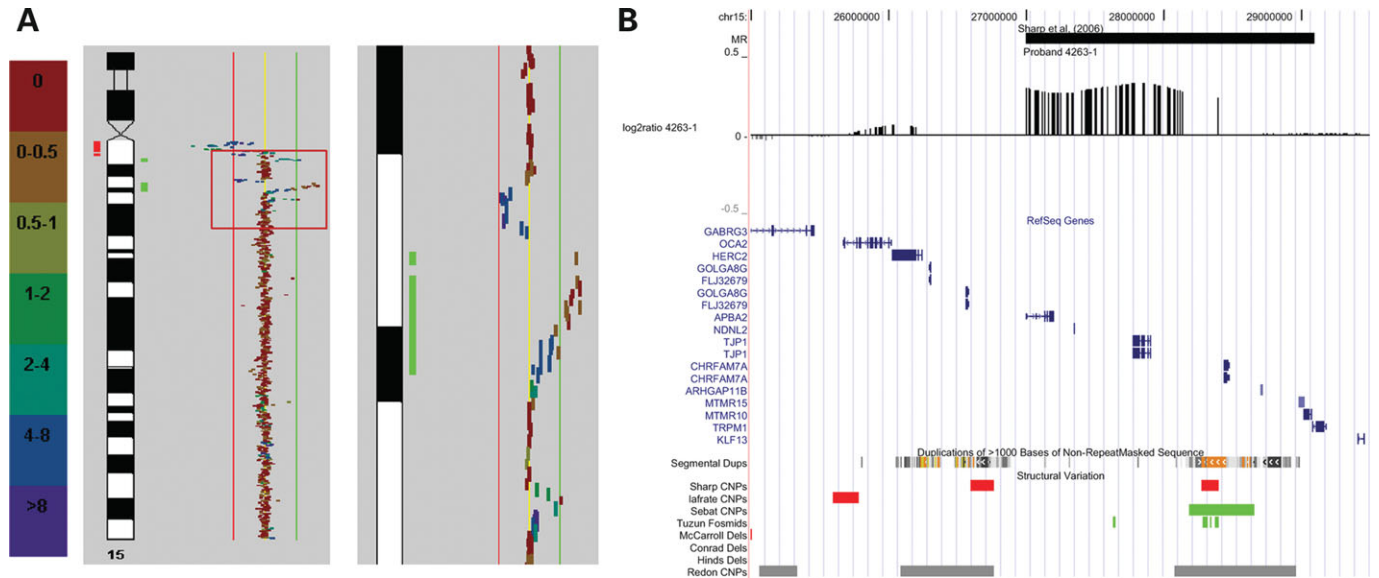 A
0
0-0.5
0.5-1
1-2
2-4
4-8
>8
15
B
chr15: 26000000 27000000 28000000 29000000
Sharp et al. (2006)
MR
Proband 4263-1
0.5
log2ratio 4263-1
0
-0.5
RefSeq Genes
GABRG3
OCA2
HERC2
GOLGA8G
FLJ32679
GOLGA8G
FLJ32679
APBA2
NDNL2
TJP1
TJP1
CHRFAM7A
CHRFAM7A
ARHGAP11B
MTMR15
MTMR10
TRPM1
KLF13
Duplications of >1000 Bases of Non-RepeatMasked Sequence
Segmental Dups
Structural Variation
Sharp CNPs
Iafrate CNPs
Sebat CNPs
Tuzun Fosmids
McCarroll Dels
Conrad Dels
Hinds Dels
Redon CNPs